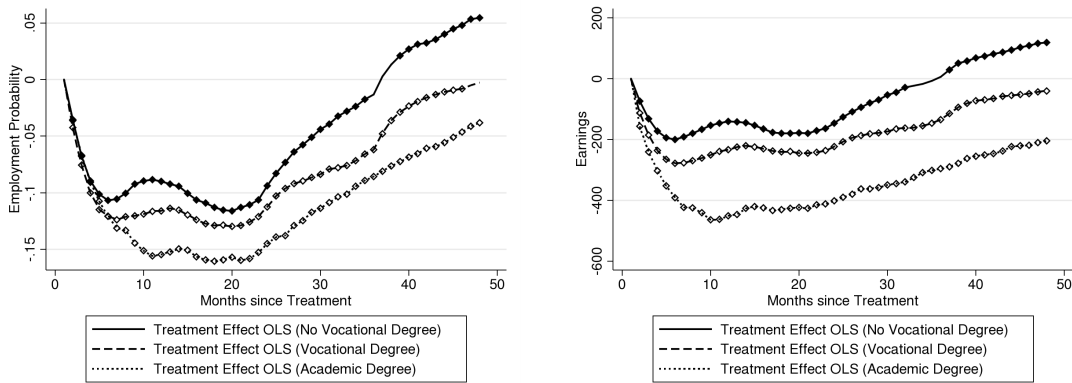 Employment Probability
.05
0
-.05
-.1
-.15
0 10 20 30 40 50
Months since Treatment
Treatment Effect OLS (No Vocational Degree)
Treatment Effect OLS (Vocational Degree)
Treatment Effect OLS (Academic Degree)
Earnings
200
0
-200
-400
-600
0 10 20 30 40 50
Months since Treatment
Treatment Effect OLS (No Vocational Degree)
Treatment Effect OLS (Vocational Degree)
Treatment Effect OLS (Academic Degree)